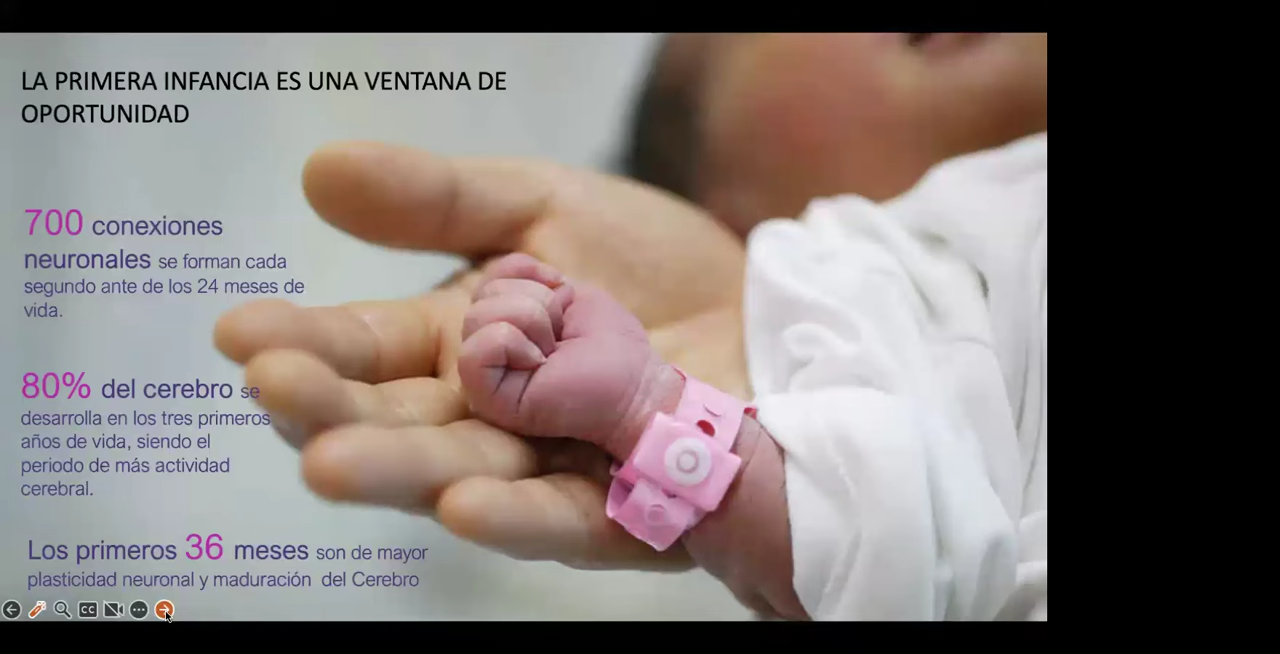 LA PRIMERA INFANCIA ES UNA VENTANA DE
OPORTUNIDAD
700 conexiones
neuronales se forman cada
segundo ante de los 24 meses de
vida.
80% del cerebro se
desarrolla en los tres primeros
años de vida, siendo el
periodo de más actividad
cerebral.
Los primeros 36 meses son de mayor
plasticidad neuronal y maduración del Cerebro
CC